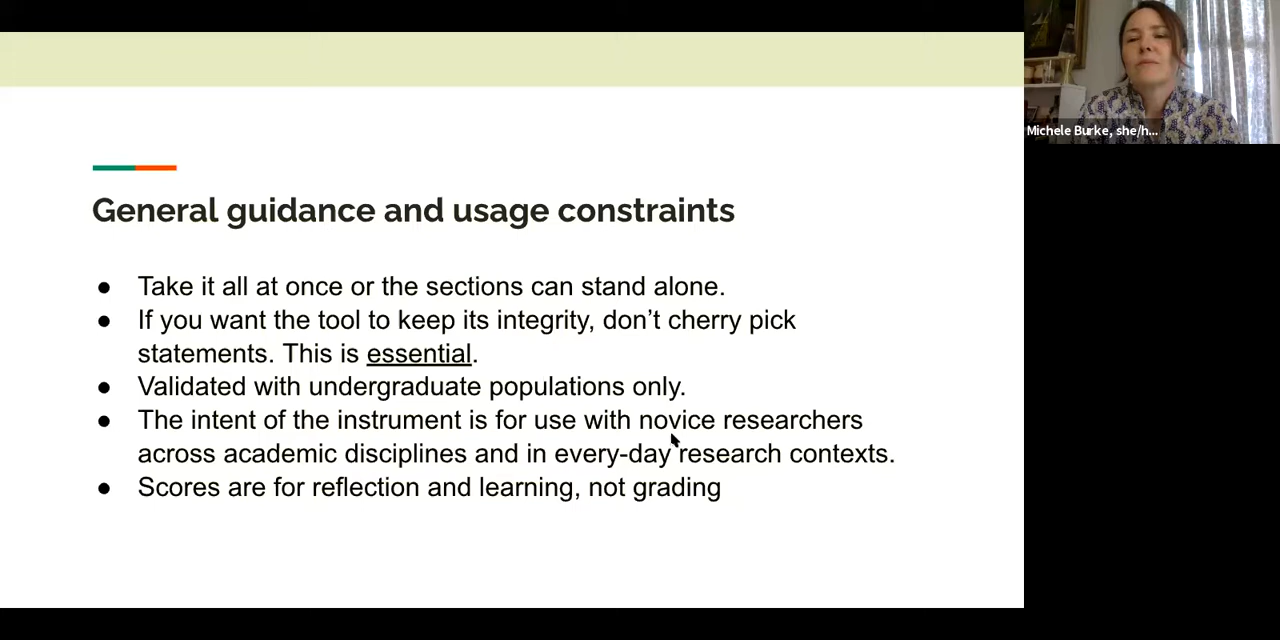 Michele Burke, she/h...
General guidance and usage constraints
● Take it all at once or the sections can stand alone.
● If you want the tool to keep its integrity, don’t cherry pick
statements. This is essential.
● Validated with undergraduate populations only.
● The intent of the instrument is for use with novice researchers
across academic disciplines and in every-day research contexts.
● Scores are for reflection and learning, not grading